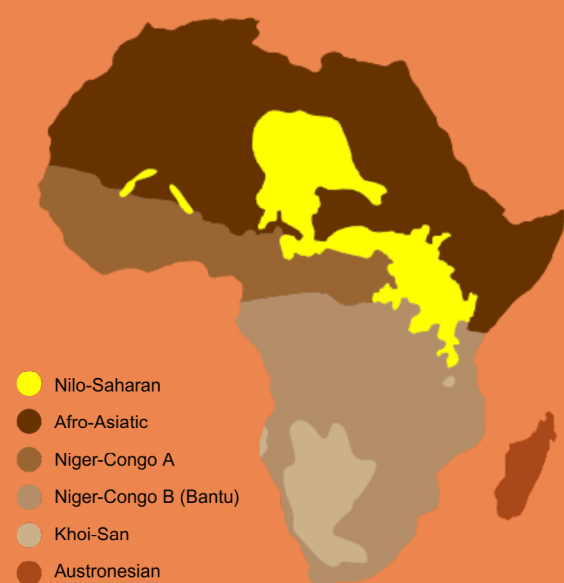 Nilo-Saharan
Afro-Asiatic
Niger-Congo A
Niger-Congo B (Bantu)
Khoi-San
Austronesian